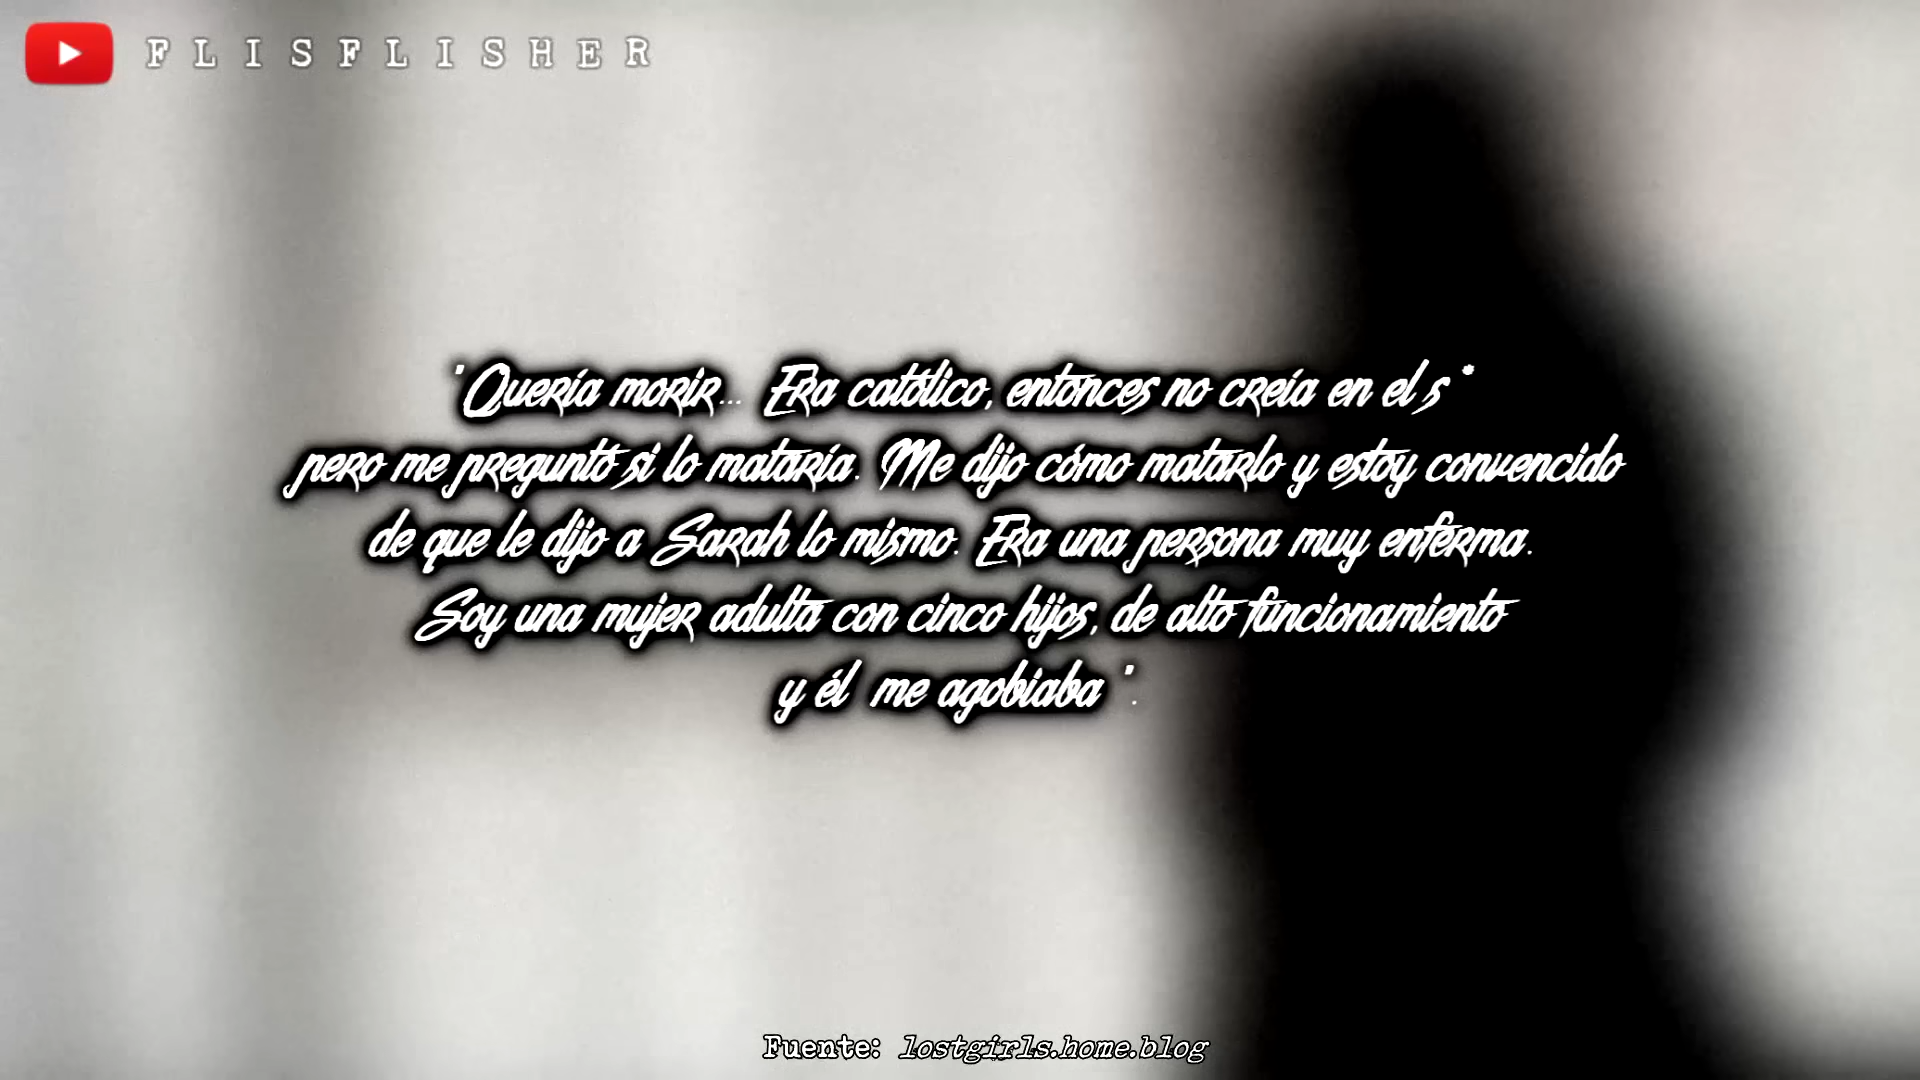 FLISFLISHER
"Quería morir... Era católico, entonces no creía en el s*
pero me preguntó si lo mataría. Me dijo cómo matarlo y estoy convencido
de que le dijo a Sarah lo mismo. Era una persona muy enferma.
Soy una mujer adulta con cinco hijos, de alto funcionamiento
y él me agobiaba".
Fuente: lostgirls.home.blog